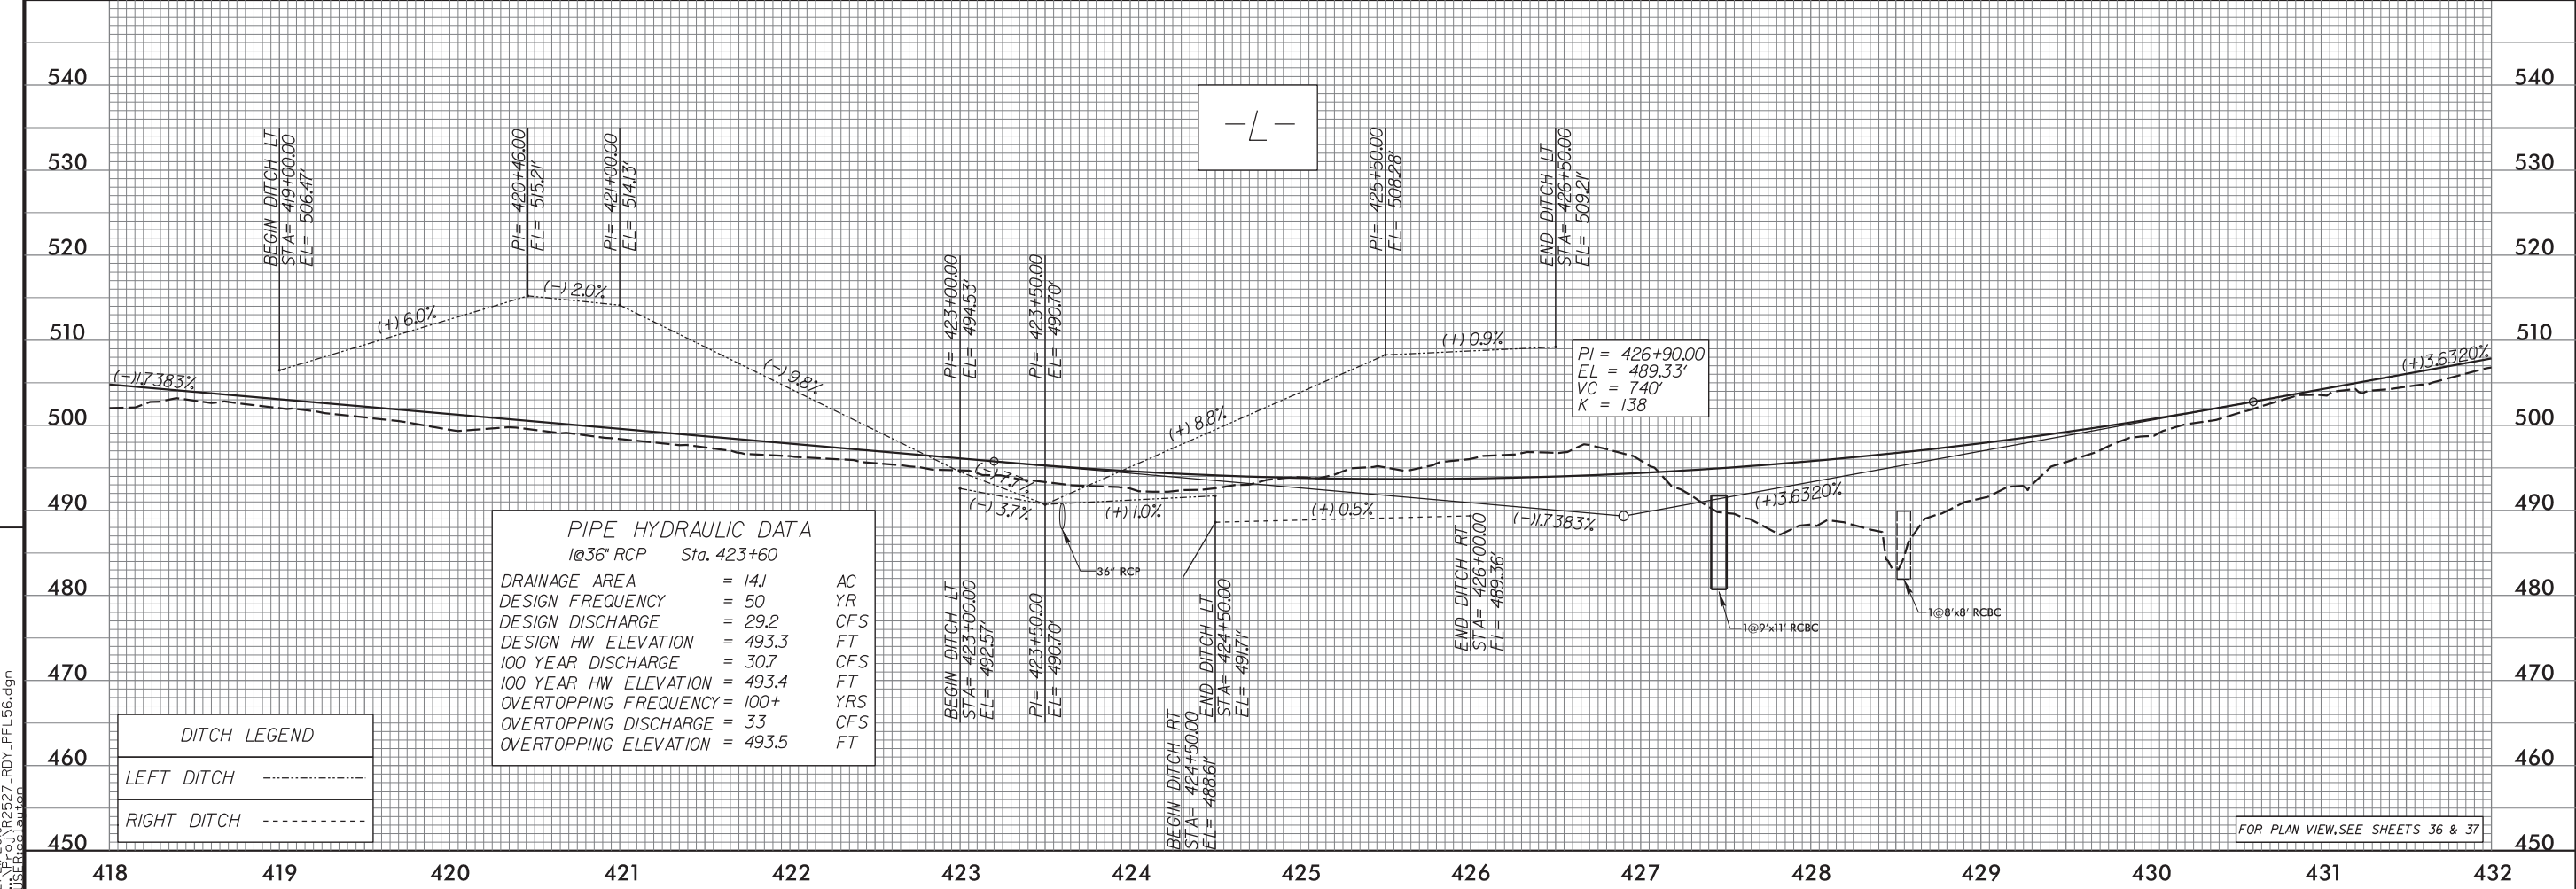 540
530
520
510
500
490
480
470
460
450
540
530
520
510
500
490
480
470
460
450
-L-
BEGIN DITCH LT
STA= 419+00.00
EL= 506.47'
PI= 420+46.00
EL= 515.21'
PI= 421+00.00
EL= 514.13'
PI= 423+00.00
EL= 494.53'
PI= 423+50.00
EL= 490.70'
PI= 425+50.00
EL= 508.28'
END DITCH LT
STA= 426+50.00
EL= 509.21'
(+)6.0%
(-)2.0%
(-)9.8%
(-)7.7%
(+)8.8%
(+)0.9%
(-)1.7383%
(+)3.6320%
PI = 426+90.00
EL = 489.33'
VC = 740'
K = 138
(-)3.7%
(+)1.0%
(+)0.5%
(-)1.7383%
(+)3.6320%
36" RCP
1@9'x11' RCBC
1@8'x8' RCBC
PIPE HYDRAULIC DATA
1@36" RCP Sta. 423+60
DRAINAGE AREA = 14.1 AC
DESIGN FREQUENCY = 50 YR
DESIGN DISCHARGE = 29.2 CFS
DESIGN HW ELEVATION = 493.3 FT
100 YEAR DISCHARGE = 30.7 CFS
100 YEAR HW ELEVATION = 493.4 FT
OVERTOPPING FREQUENCY= 100+ YRS
OVERTOPPING DISCHARGE = 33 CFS
OVERTOPPING ELEVATION = 493.5 FT
BEGIN DITCH LT
STA= 423+00.00
EL= 492.57'
PI= 423+50.00
EL= 490.70'
BEGIN DITCH RT
STA= 424+50.00
EL= 488.61'
END DITCH LT
STA= 424+50.00
EL= 491.71'
END DITCH RT
STA= 426+00.00
EL= 489.36'
DITCH LEGEND
LEFT DITCH
RIGHT DITCH
FOR PLAN VIEW, SEE SHEETS 36 & 37
418 419 420 421 422 423 424 425 426 427 428 429 430 431 432
...\Proj\R2527_RDY_PFL56.dgn
USER:cclauton